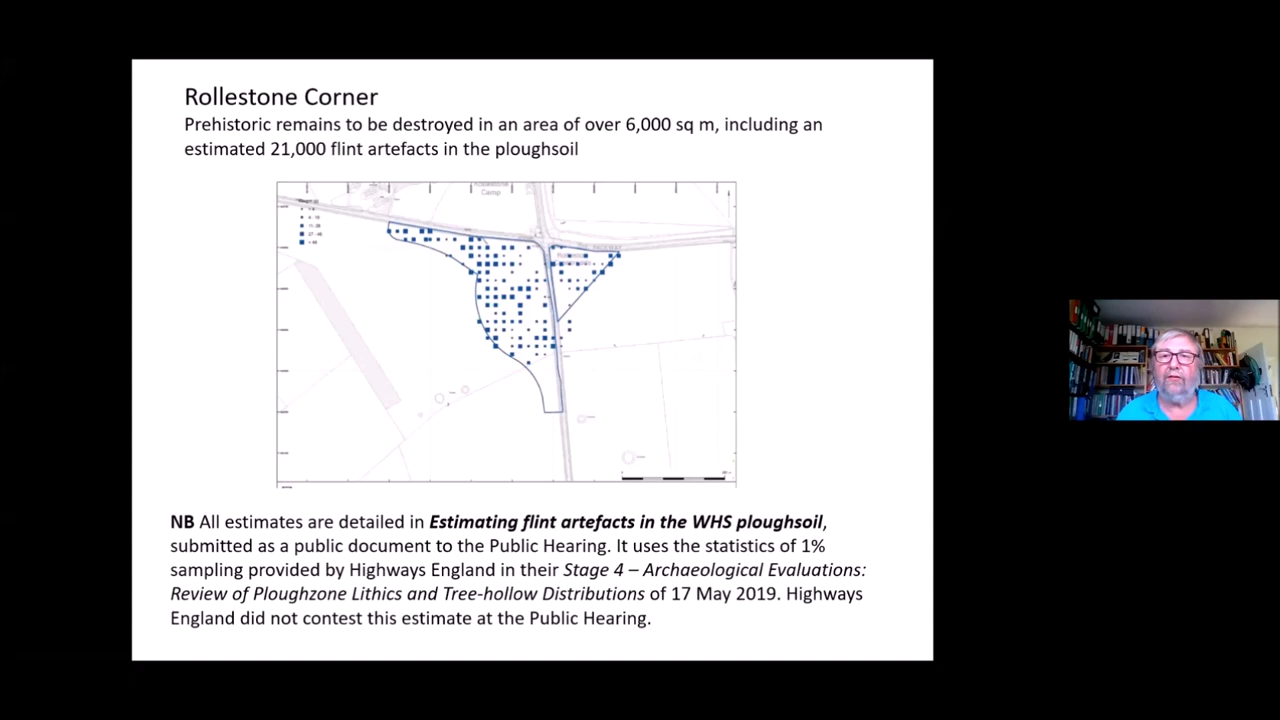 Rollestone Corner
Prehistoric remains to be destroyed in an area of over 6,000 sq m, including an
estimated 21,000 flint artefacts in the ploughsoil
Camp
NB All estimates are detailed in Estimating flint artefacts in the WHS ploughsoil,
submitted as a public document to the Public Hearing. It uses the statistics of 1%
sampling provided by Highways England in their Stage 4 – Archaeological Evaluations:
Review of Ploughzone Lithics and Tree-hollow Distributions of 17 May 2019. Highways
England did not contest this estimate at the Public Hearing.